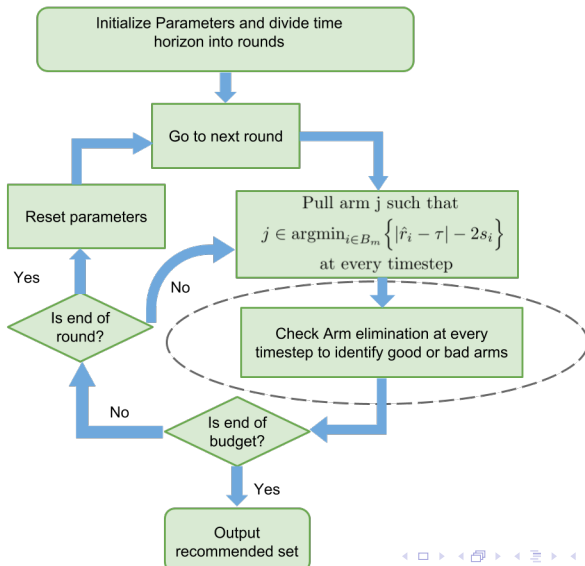 Initialize Parameters and divide time
horizon into rounds
Go to next round
Reset parameters
Pull arm j such that
j ∈ argmin_{i∈B_m} {|r̂_i − τ| − 2s_i}
at every timestep
Yes
No
Is end of
round?
Check Arm elimination at every
timestep to identify good or bad arms
No
Is end of
budget?
Yes
Output
recommended set